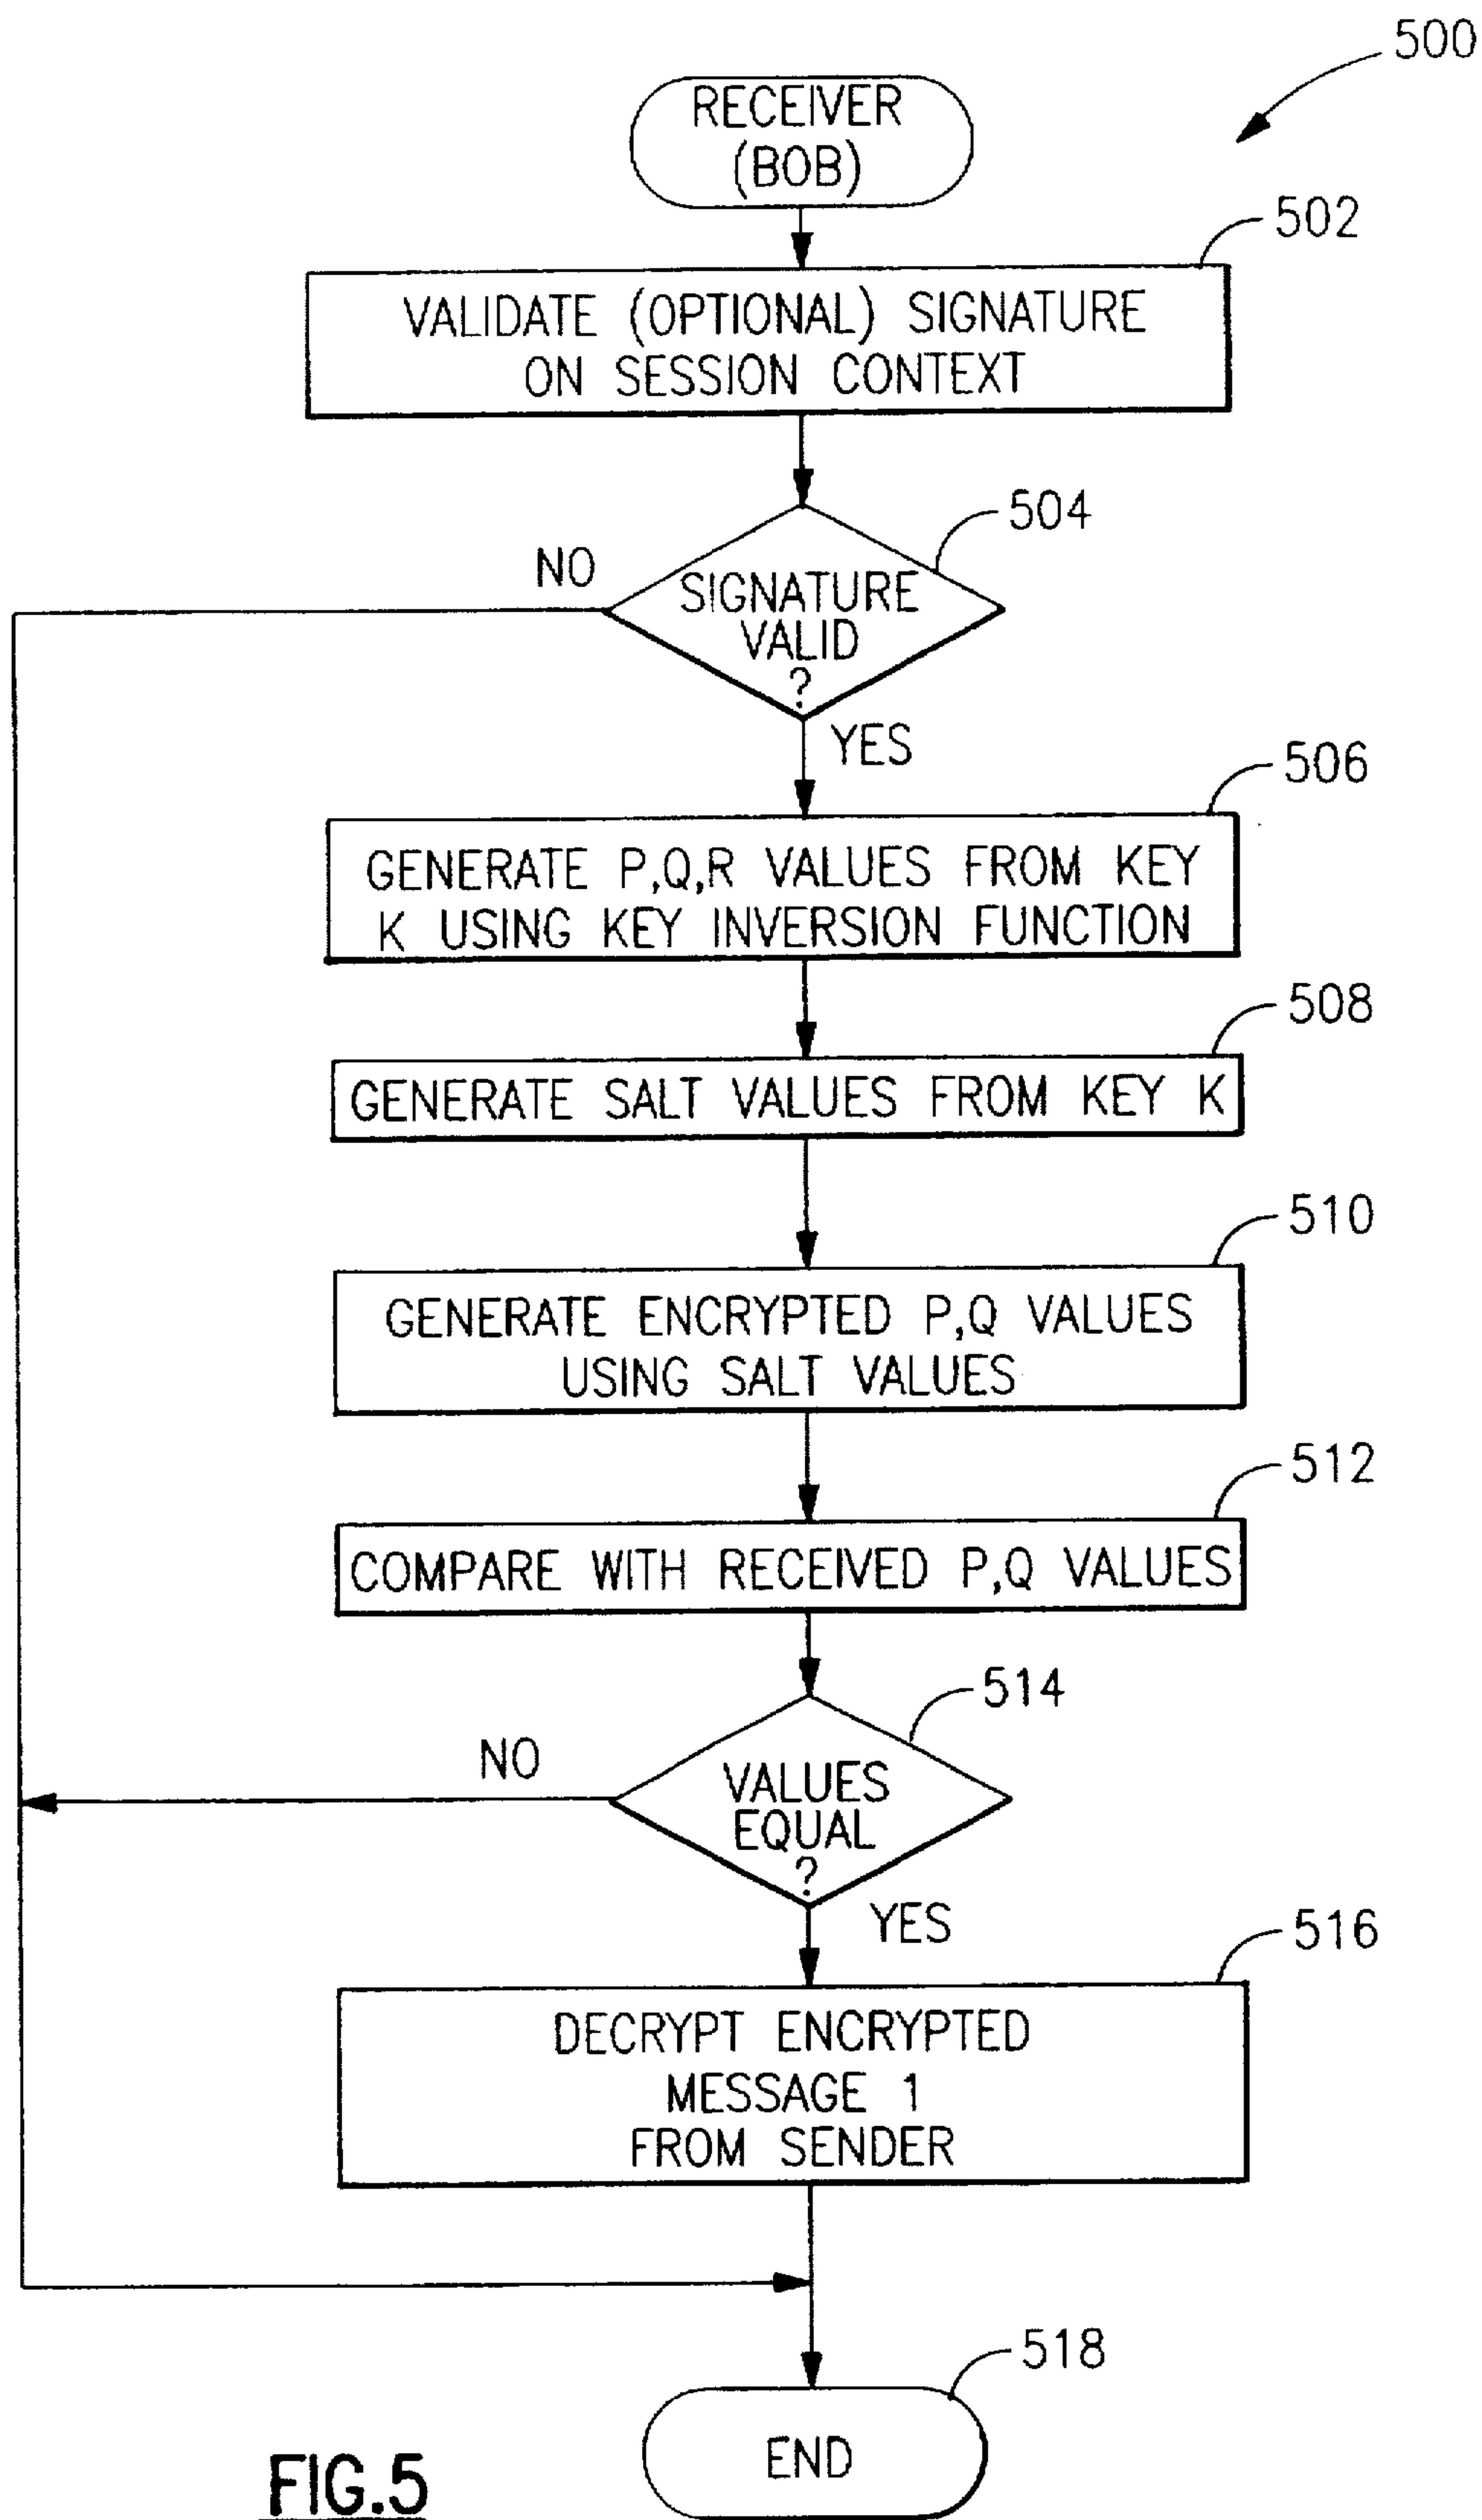 500
RECEIVER
(BOB)
502
VALIDATE (OPTIONAL) SIGNATURE
ON SESSION CONTEXT
504
NO
SIGNATURE
VALID
?
YES
506
GENERATE P,Q,R VALUES FROM KEY
K USING KEY INVERSION FUNCTION
508
GENERATE SALT VALUES FROM KEY K
510
GENERATE ENCRYPTED P,Q VALUES
USING SALT VALUES
512
COMPARE WITH RECEIVED P,Q VALUES
514
NO
VALUES
EQUAL
?
YES
516
DECRYPT ENCRYPTED
MESSAGE 1
FROM SENDER
518
END
FIG.5